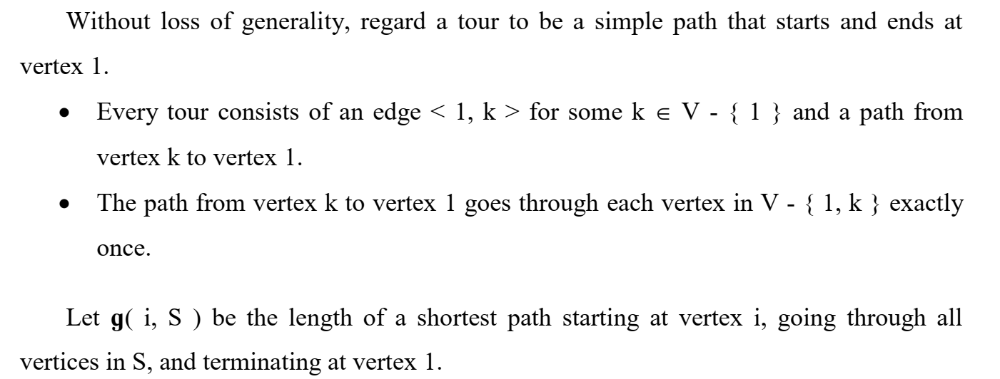 Without loss of generality, regard a tour to be a simple path that starts and ends at
vertex 1.
• Every tour consists of an edge < 1, k > for some k ∈ V - { 1 } and a path from
vertex k to vertex 1.
• The path from vertex k to vertex 1 goes through each vertex in V - { 1, k } exactly
once.
Let g( i, S ) be the length of a shortest path starting at vertex i, going through all
vertices in S, and terminating at vertex 1.